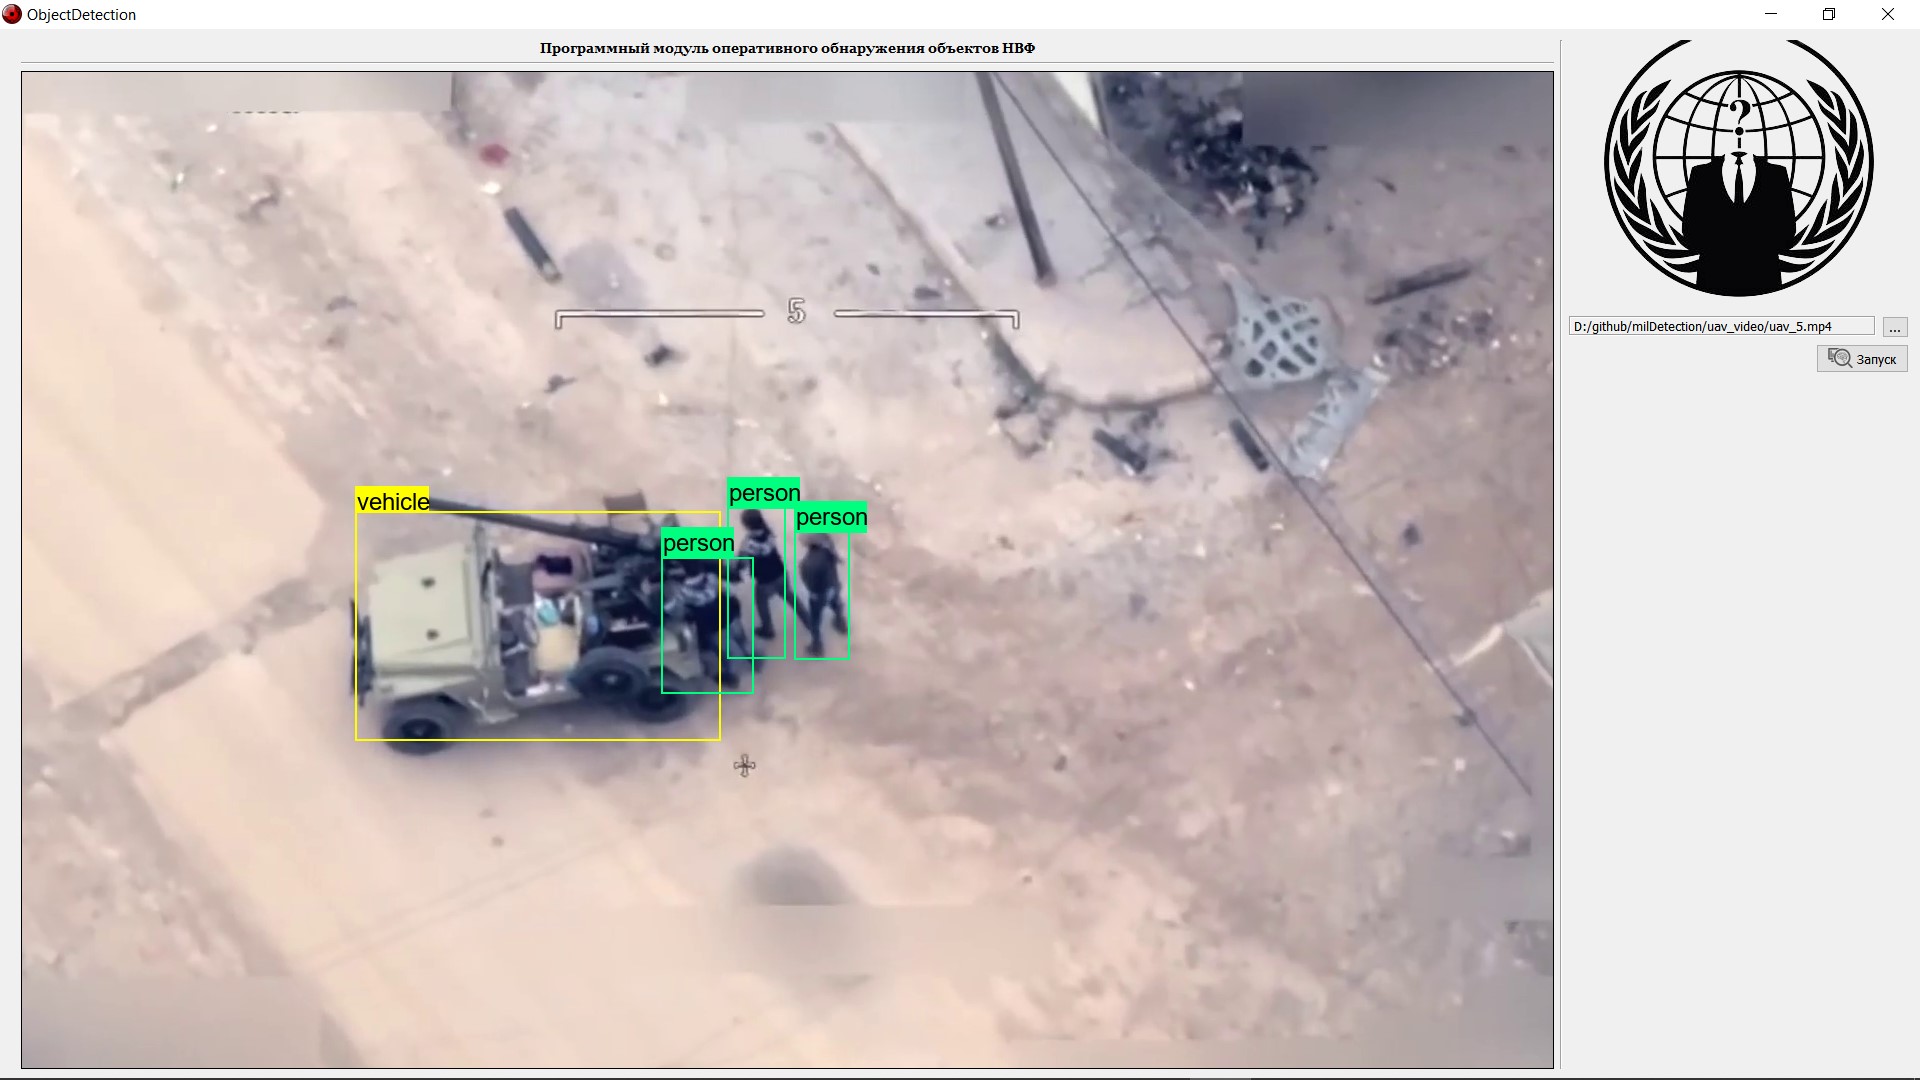 ObjectDetection
Программный модуль оперативного обнаружения объектов НВФ
?
D:/github/milDetection/uav_video/uav_5.mp4
...
Запуск
5
person
vehicle
person
person